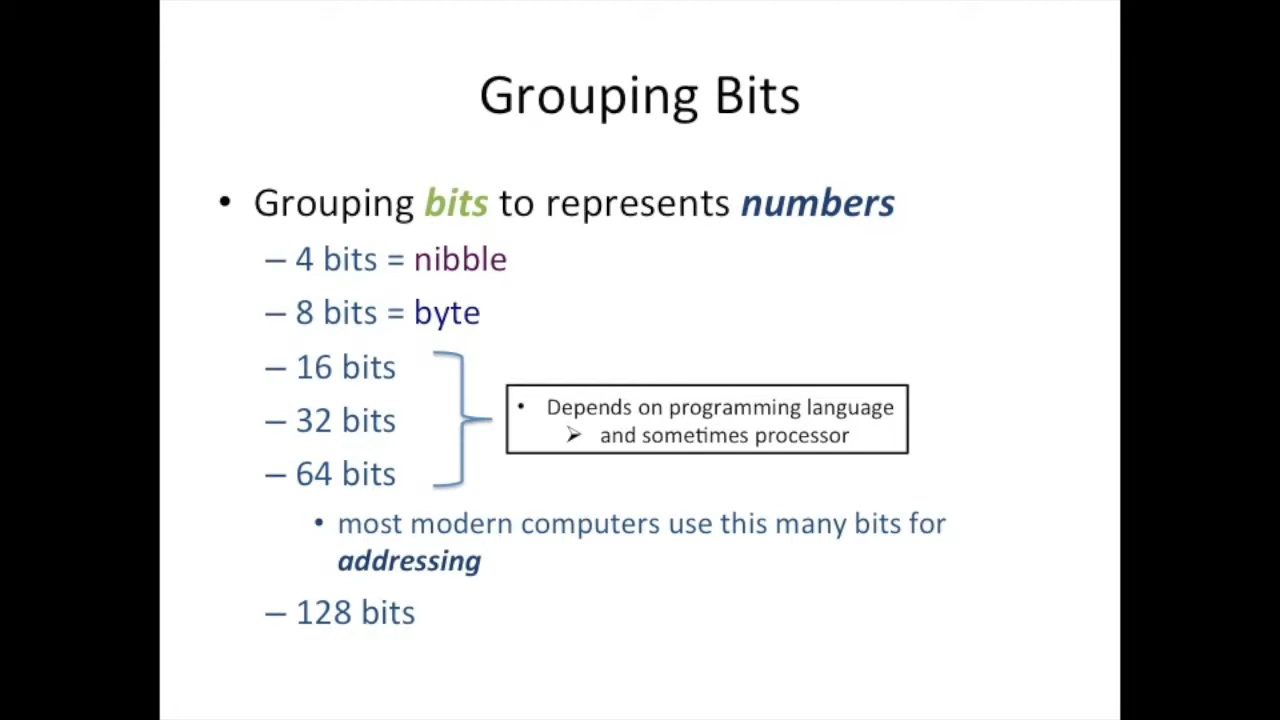 Grouping Bits
• Grouping bits to represents numbers
– 4 bits = nibble
– 8 bits = byte
– 16 bits
– 32 bits
– 64 bits
• Depends on programming language
➢ and sometimes processor
• most modern computers use this many bits for
addressing
– 128 bits